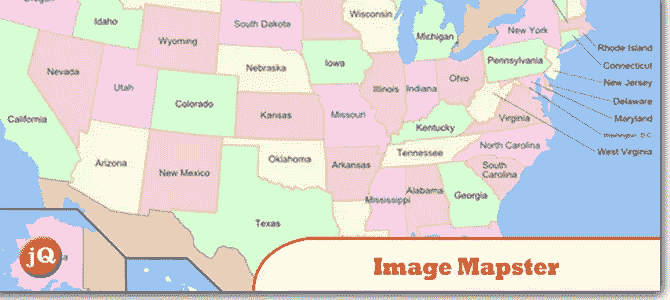 Oregon
Idaho
Wyoming
South Dakota
Wisconsin
Michigan
New York
Rhode Island
Connecticut
New Jersey
Delaware
Maryland
Washington, D.C.
West Virginia
Nevada
Utah
Colorado
Nebraska
Iowa
Illinois
Indiana
Ohio
Pennsylvania
California
Kansas
Missouri
Kentucky
Virginia
Arizona
New Mexico
Oklahoma
Arkansas
Tennessee
North Carolina
South
Carolina
Texas
Mississippi
Alabama
Georgia
jQ
Image Mapster